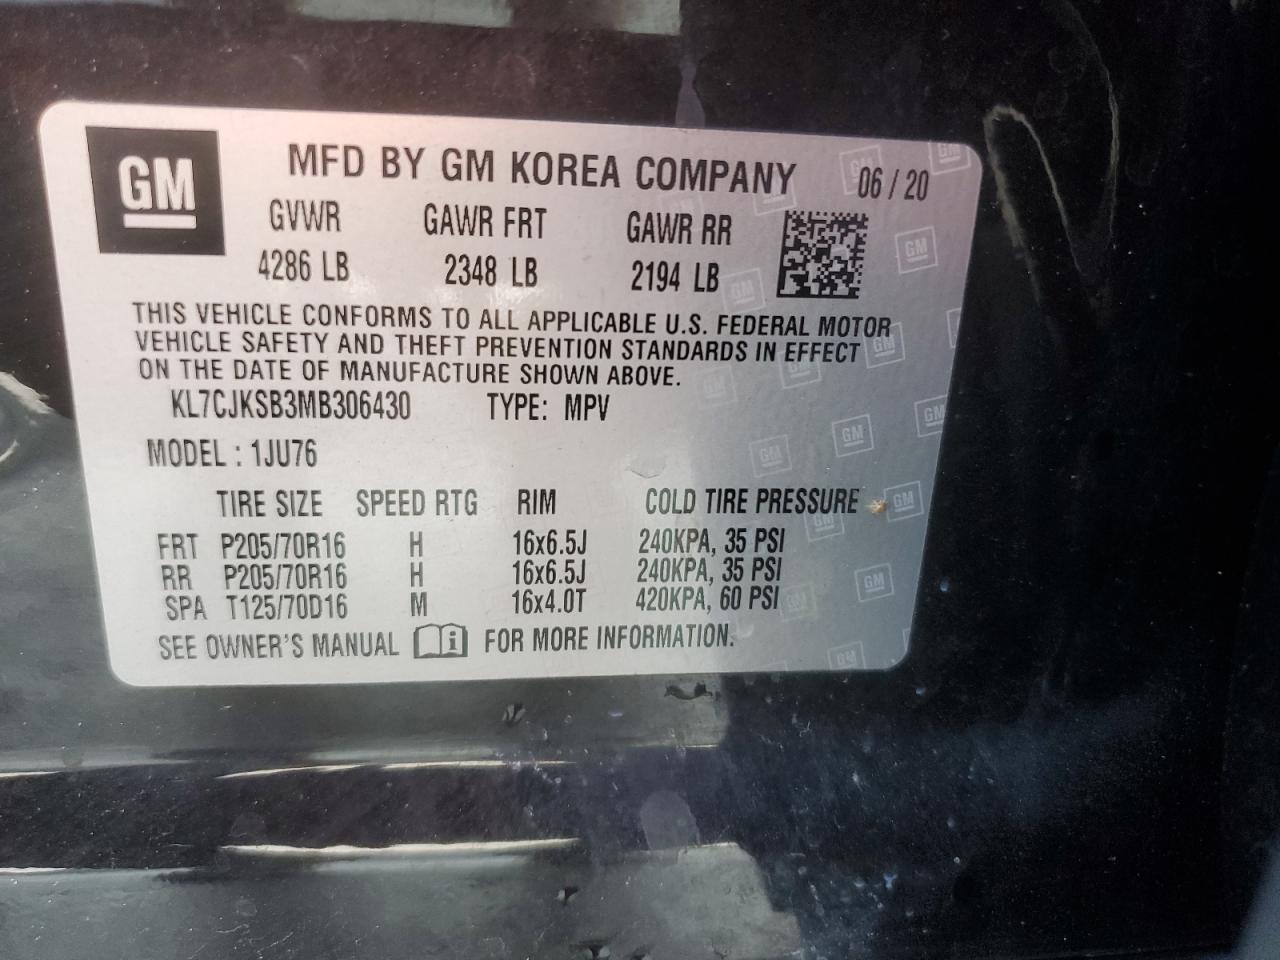 GM
MFD BY GM KOREA COMPANY 06 / 20
GVWR GAWR FRT GAWR RR
4286 LB 2348 LB 2194 LB
THIS VEHICLE CONFORMS TO ALL APPLICABLE U.S. FEDERAL MOTOR
VEHICLE SAFETY AND THEFT PREVENTION STANDARDS IN EFFECT
ON THE DATE OF MANUFACTURE SHOWN ABOVE.
KL7CJKSB3MB306430 TYPE: MPV
MODEL : 1JU76
TIRE SIZE SPEED RTG RIM COLD TIRE PRESSURE
FRT P205/70R16 H 16x6.5J 240KPA, 35 PSI
RR P205/70R16 H 16x6.5J 240KPA, 35 PSI
SPA T125/70D16 M 16x4.0T 420KPA, 60 PSI
SEE OWNER'S MANUAL FOR MORE INFORMATION.